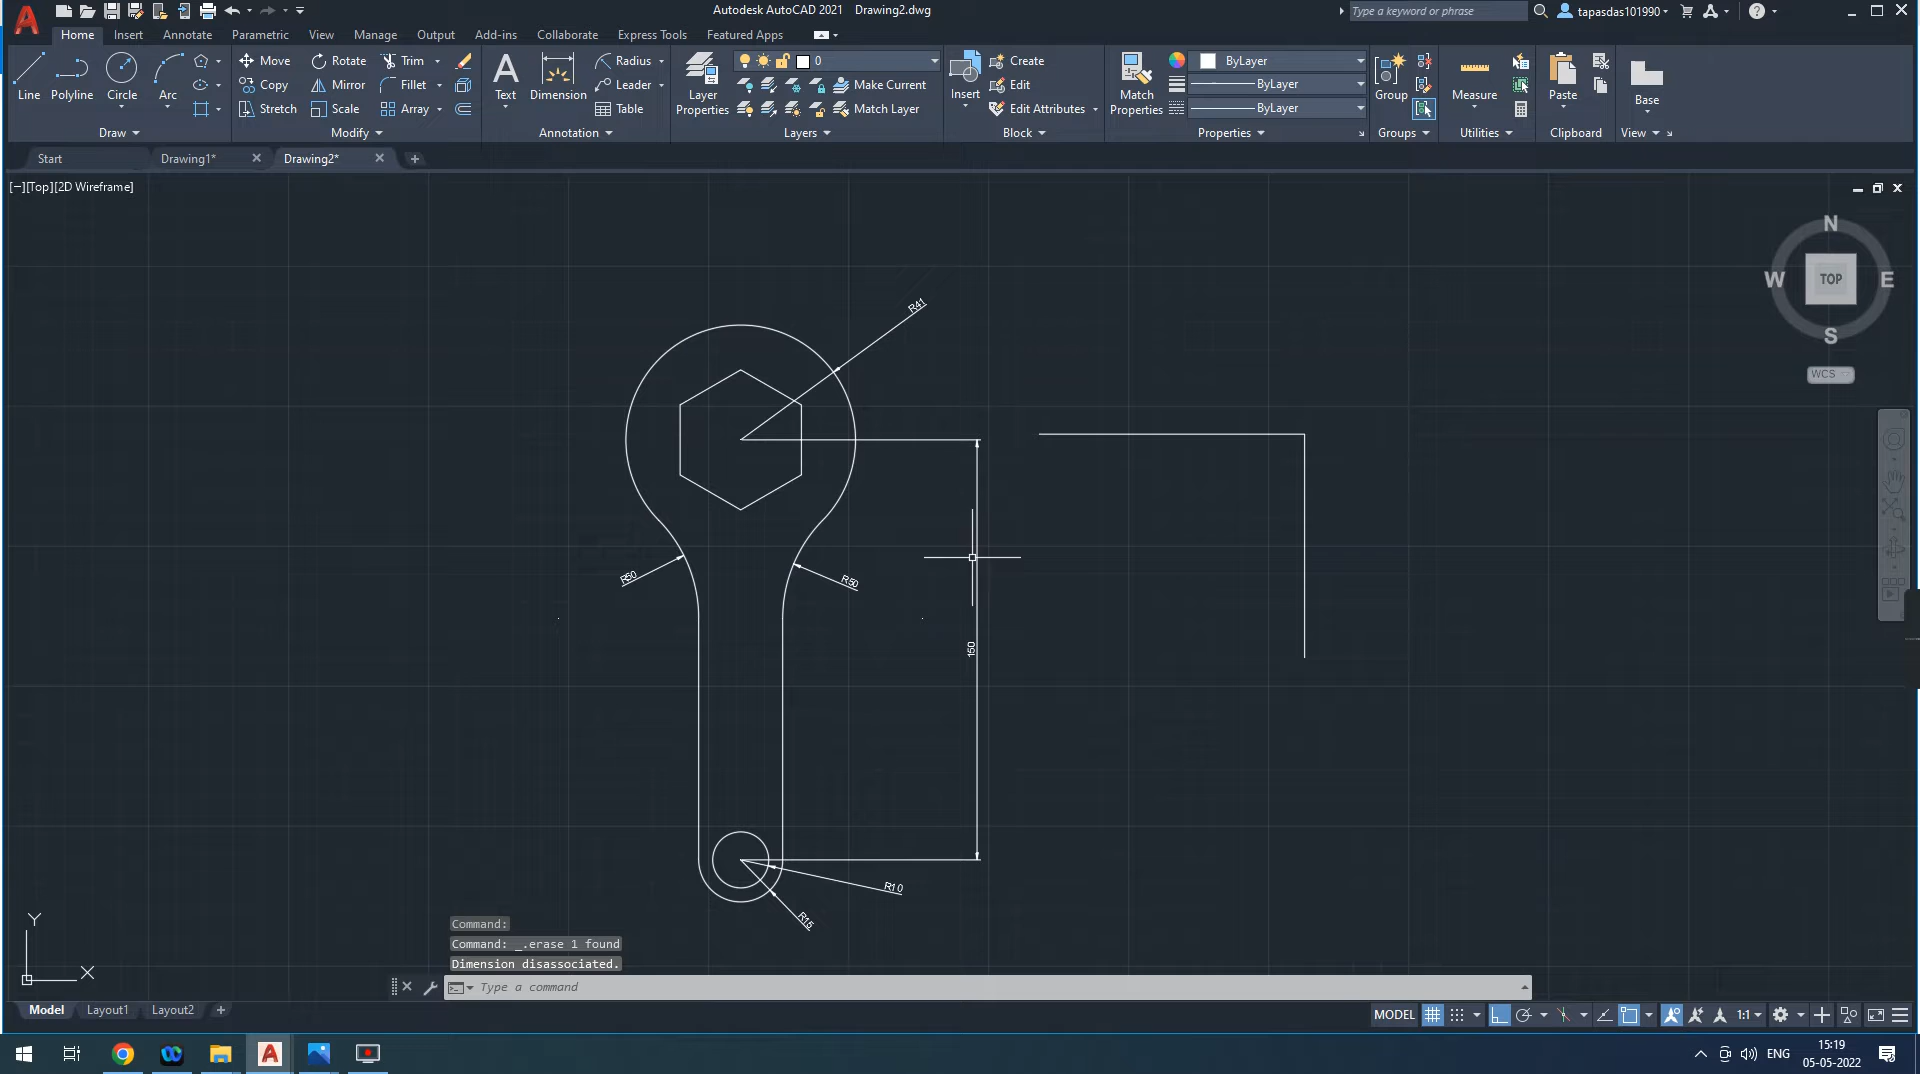 Autodesk AutoCAD 2021 Drawing2.dwg
Type a keyword or phrase
tapasdas101990
Home Insert Annotate Parametric View Manage Output Add-ins Collaborate Express Tools Featured Apps
Line Polyline Circle Arc
Move Rotate Trim
Copy Mirror Fillet
Stretch Scale Array
Text Dimension
Radius
Leader
Table
Layer Properties
0
Make Current
Match Layer
Insert
Create
Edit
Edit Attributes
Match Properties
ByLayer
ByLayer
ByLayer
Group
Measure
Paste
Base
Draw Modify Annotation Layers Block Properties Groups Utilities Clipboard View
Start Drawing1* Drawing2*
[−][Top][2D Wireframe]
N
W TOP E
S
WCS
R41
R50
R50
150
R10
R15
Y
X
Command:
Command: _.erase 1 found
Dimension disassociated.
Type a command
Model Layout1 Layout2
MODEL
1:1
ENG
15:19
05-05-2022